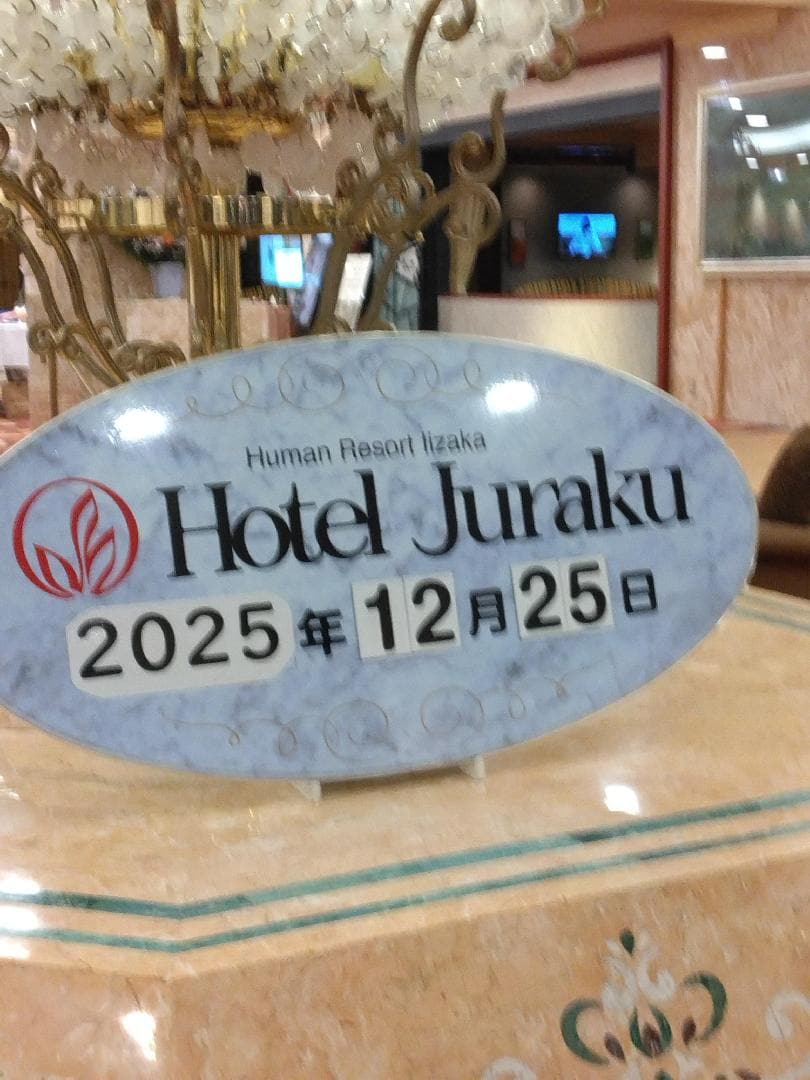 Human Resort Iizaka
Hotel Juraku
2025年12月25日